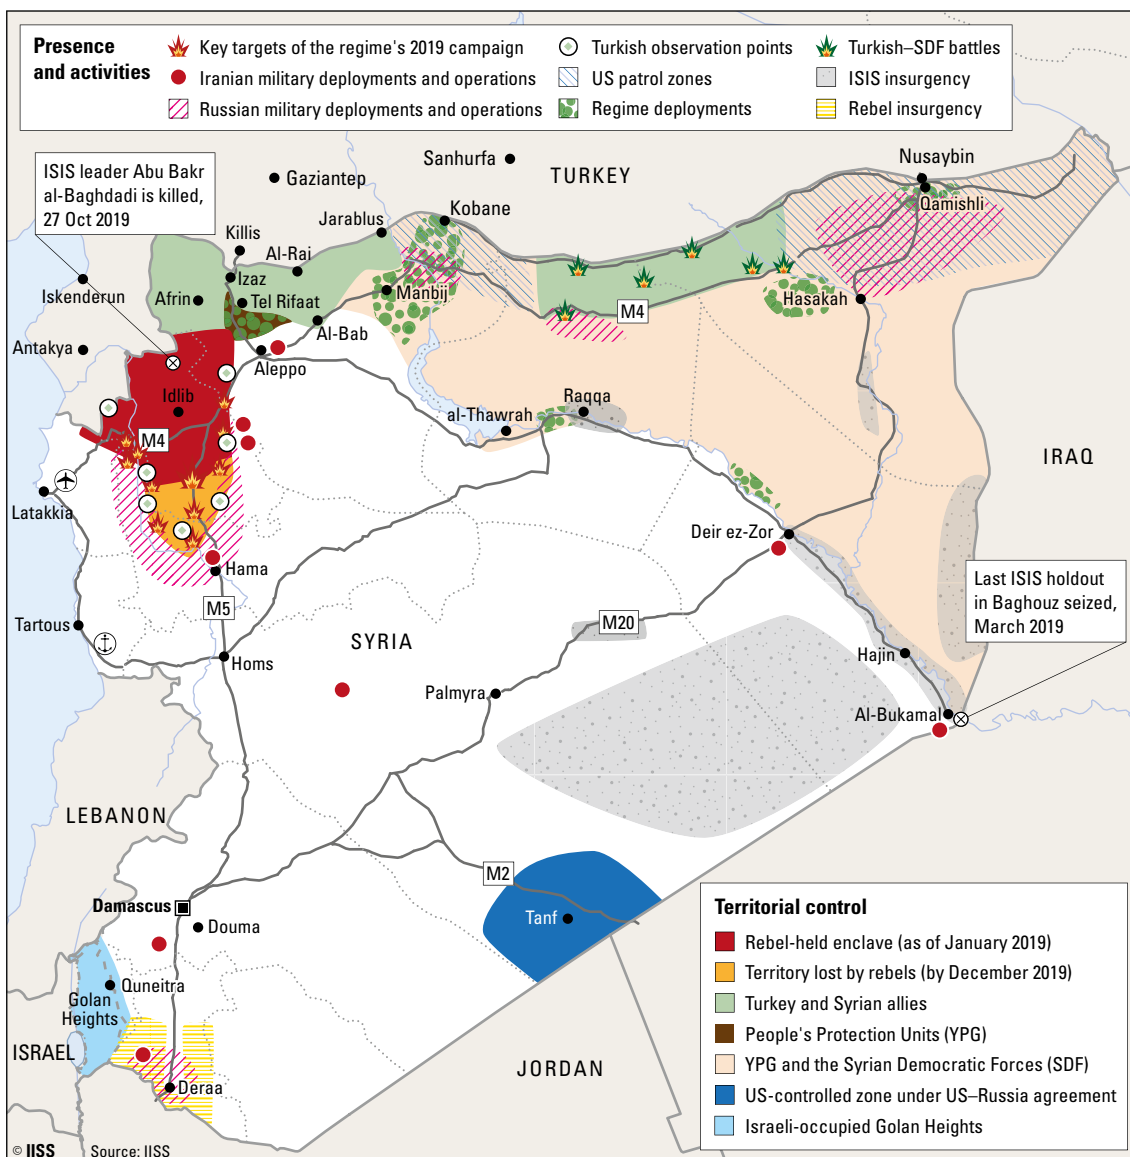 Presence
and activities
Key targets of the regime's 2019 campaign
Iranian military deployments and operations
Russian military deployments and operations
Turkish observation points
US patrol zones
Regime deployments
Turkish–SDF battles
ISIS insurgency
Rebel insurgency
ISIS leader Abu Bakr
al-Baghdadi is killed,
27 Oct 2019
Sanhurfa
TURKEY
Nusaybin
Qamishli
Gaziantep
Jarablus
Kobane
Killis
Al-Rai
Izaz
Iskenderun
Afrin
Tel Rifaat
Manbij
Hasakah
M4
Al-Bab
Antakya
Aleppo
Idlib
Raqqa
al-Thawrah
M4
IRAQ
Latakkia
Deir ez-Zor
Hama
Last ISIS holdout
in Baghouz seized,
March 2019
M5
M20
Tartous
SYRIA
Homs
Hajin
Palmyra
Al-Bukamal
LEBANON
M2
Damascus
Douma
Tanf
Quneitra
Golan
Heights
ISRAEL
JORDAN
Deraa
Territorial control
Rebel-held enclave (as of January 2019)
Territory lost by rebels (by December 2019)
Turkey and Syrian allies
People's Protection Units (YPG)
YPG and the Syrian Democratic Forces (SDF)
US-controlled zone under US–Russia agreement
Israeli-occupied Golan Heights
© IISS
Source: IISS